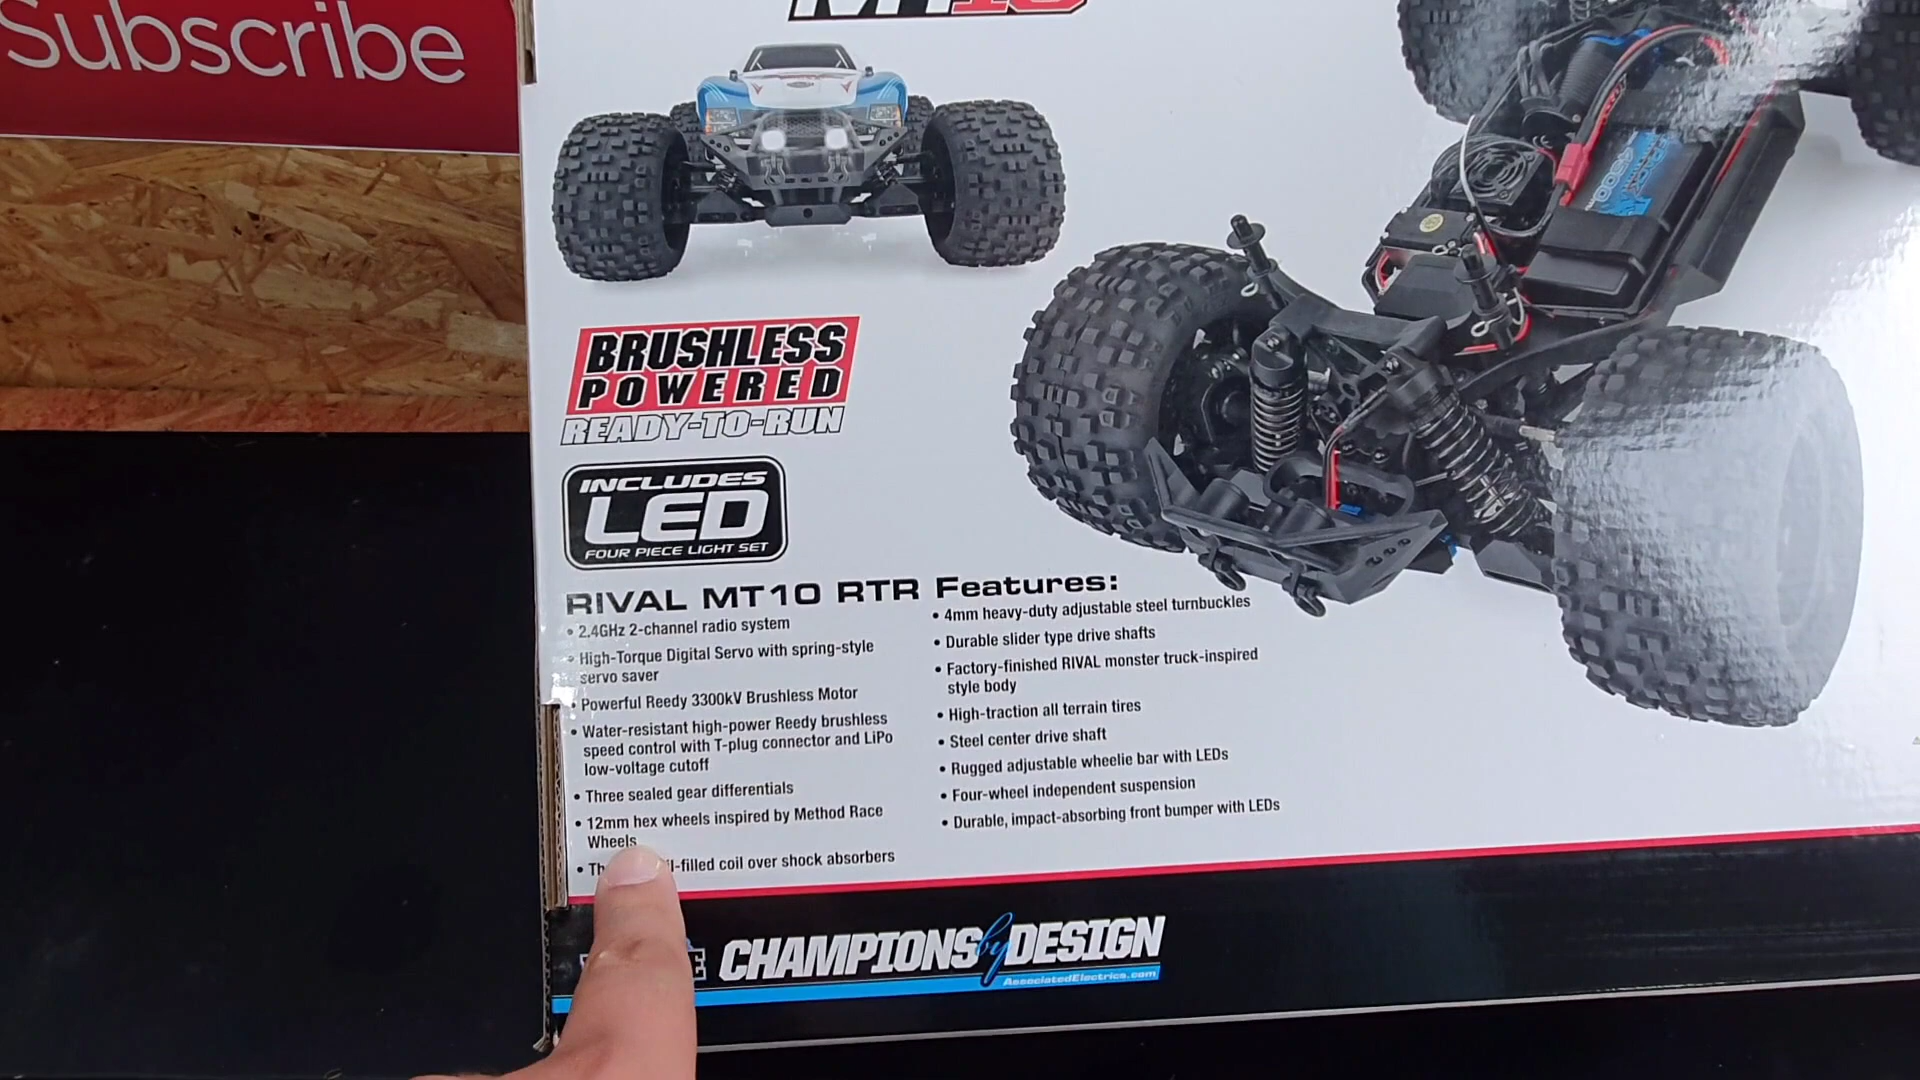 Subscribe
MT10
BRUSHLESS
POWERED
READY-TO-RUN
INCLUDES
LED
FOUR PIECE LIGHT SET
RIVAL MT10 RTR Features:
• 2.4GHz 2-channel radio system
• High-Torque Digital Servo with spring-style
servo saver
• Powerful Reedy 3300kV Brushless Motor
• Water-resistant high-power Reedy brushless
speed control with T-plug connector and LiPo
low-voltage cutoff
• Three sealed gear differentials
• 12mm hex wheels inspired by Method Race
Wheels
• filled coil over shock absorbers
• 4mm heavy-duty adjustable steel turnbuckles
• Durable slider type drive shafts
• Factory-finished RIVAL monster truck-inspired
style body
• High-traction all terrain tires
• Steel center drive shaft
• Rugged adjustable wheelie bar with LEDs
• Four-wheel independent suspension
• Durable, impact-absorbing front bumper with LEDs
CHAMPIONS by DESIGN
AssociatedElectrics.com